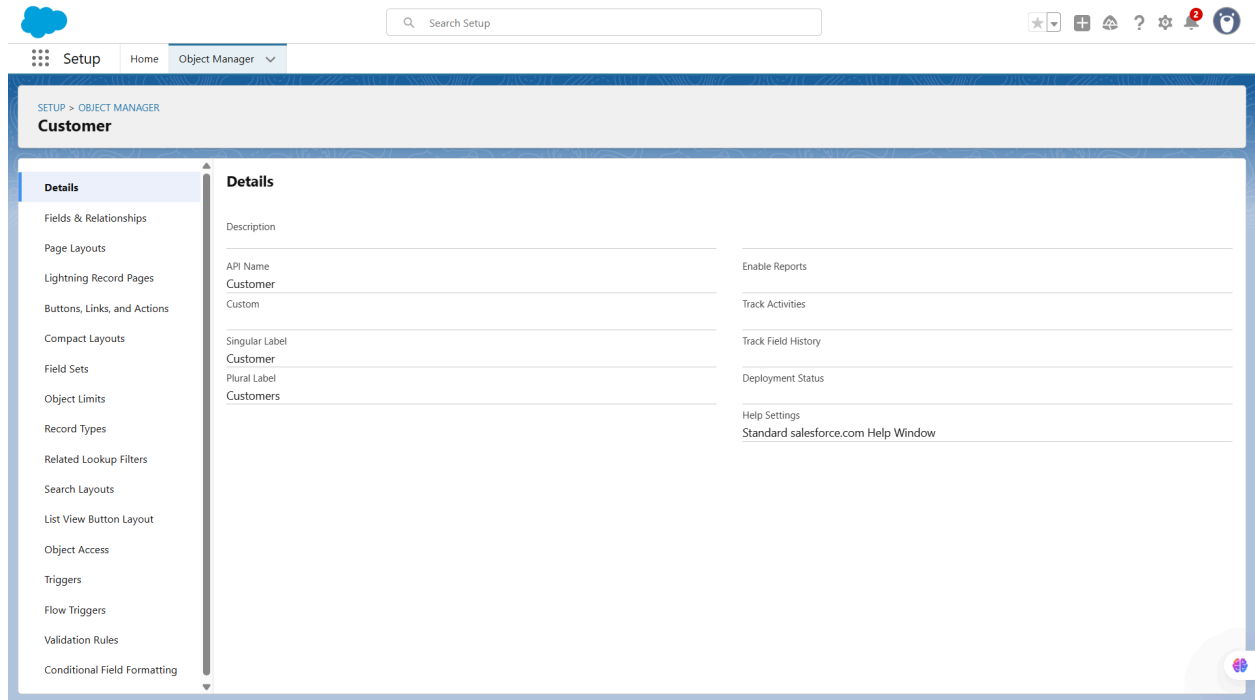 Search Setup
2
Setup
Home
Object Manager
SETUP > OBJECT MANAGER
Customer
Details
Fields & Relationships
Page Layouts
Lightning Record Pages
Buttons, Links, and Actions
Compact Layouts
Field Sets
Object Limits
Record Types
Related Lookup Filters
Search Layouts
List View Button Layout
Object Access
Triggers
Flow Triggers
Validation Rules
Conditional Field Formatting
Details
Description
API Name
Customer
Custom
Singular Label
Customer
Plural Label
Customers
Enable Reports
Track Activities
Track Field History
Deployment Status
Help Settings
Standard salesforce.com Help Window